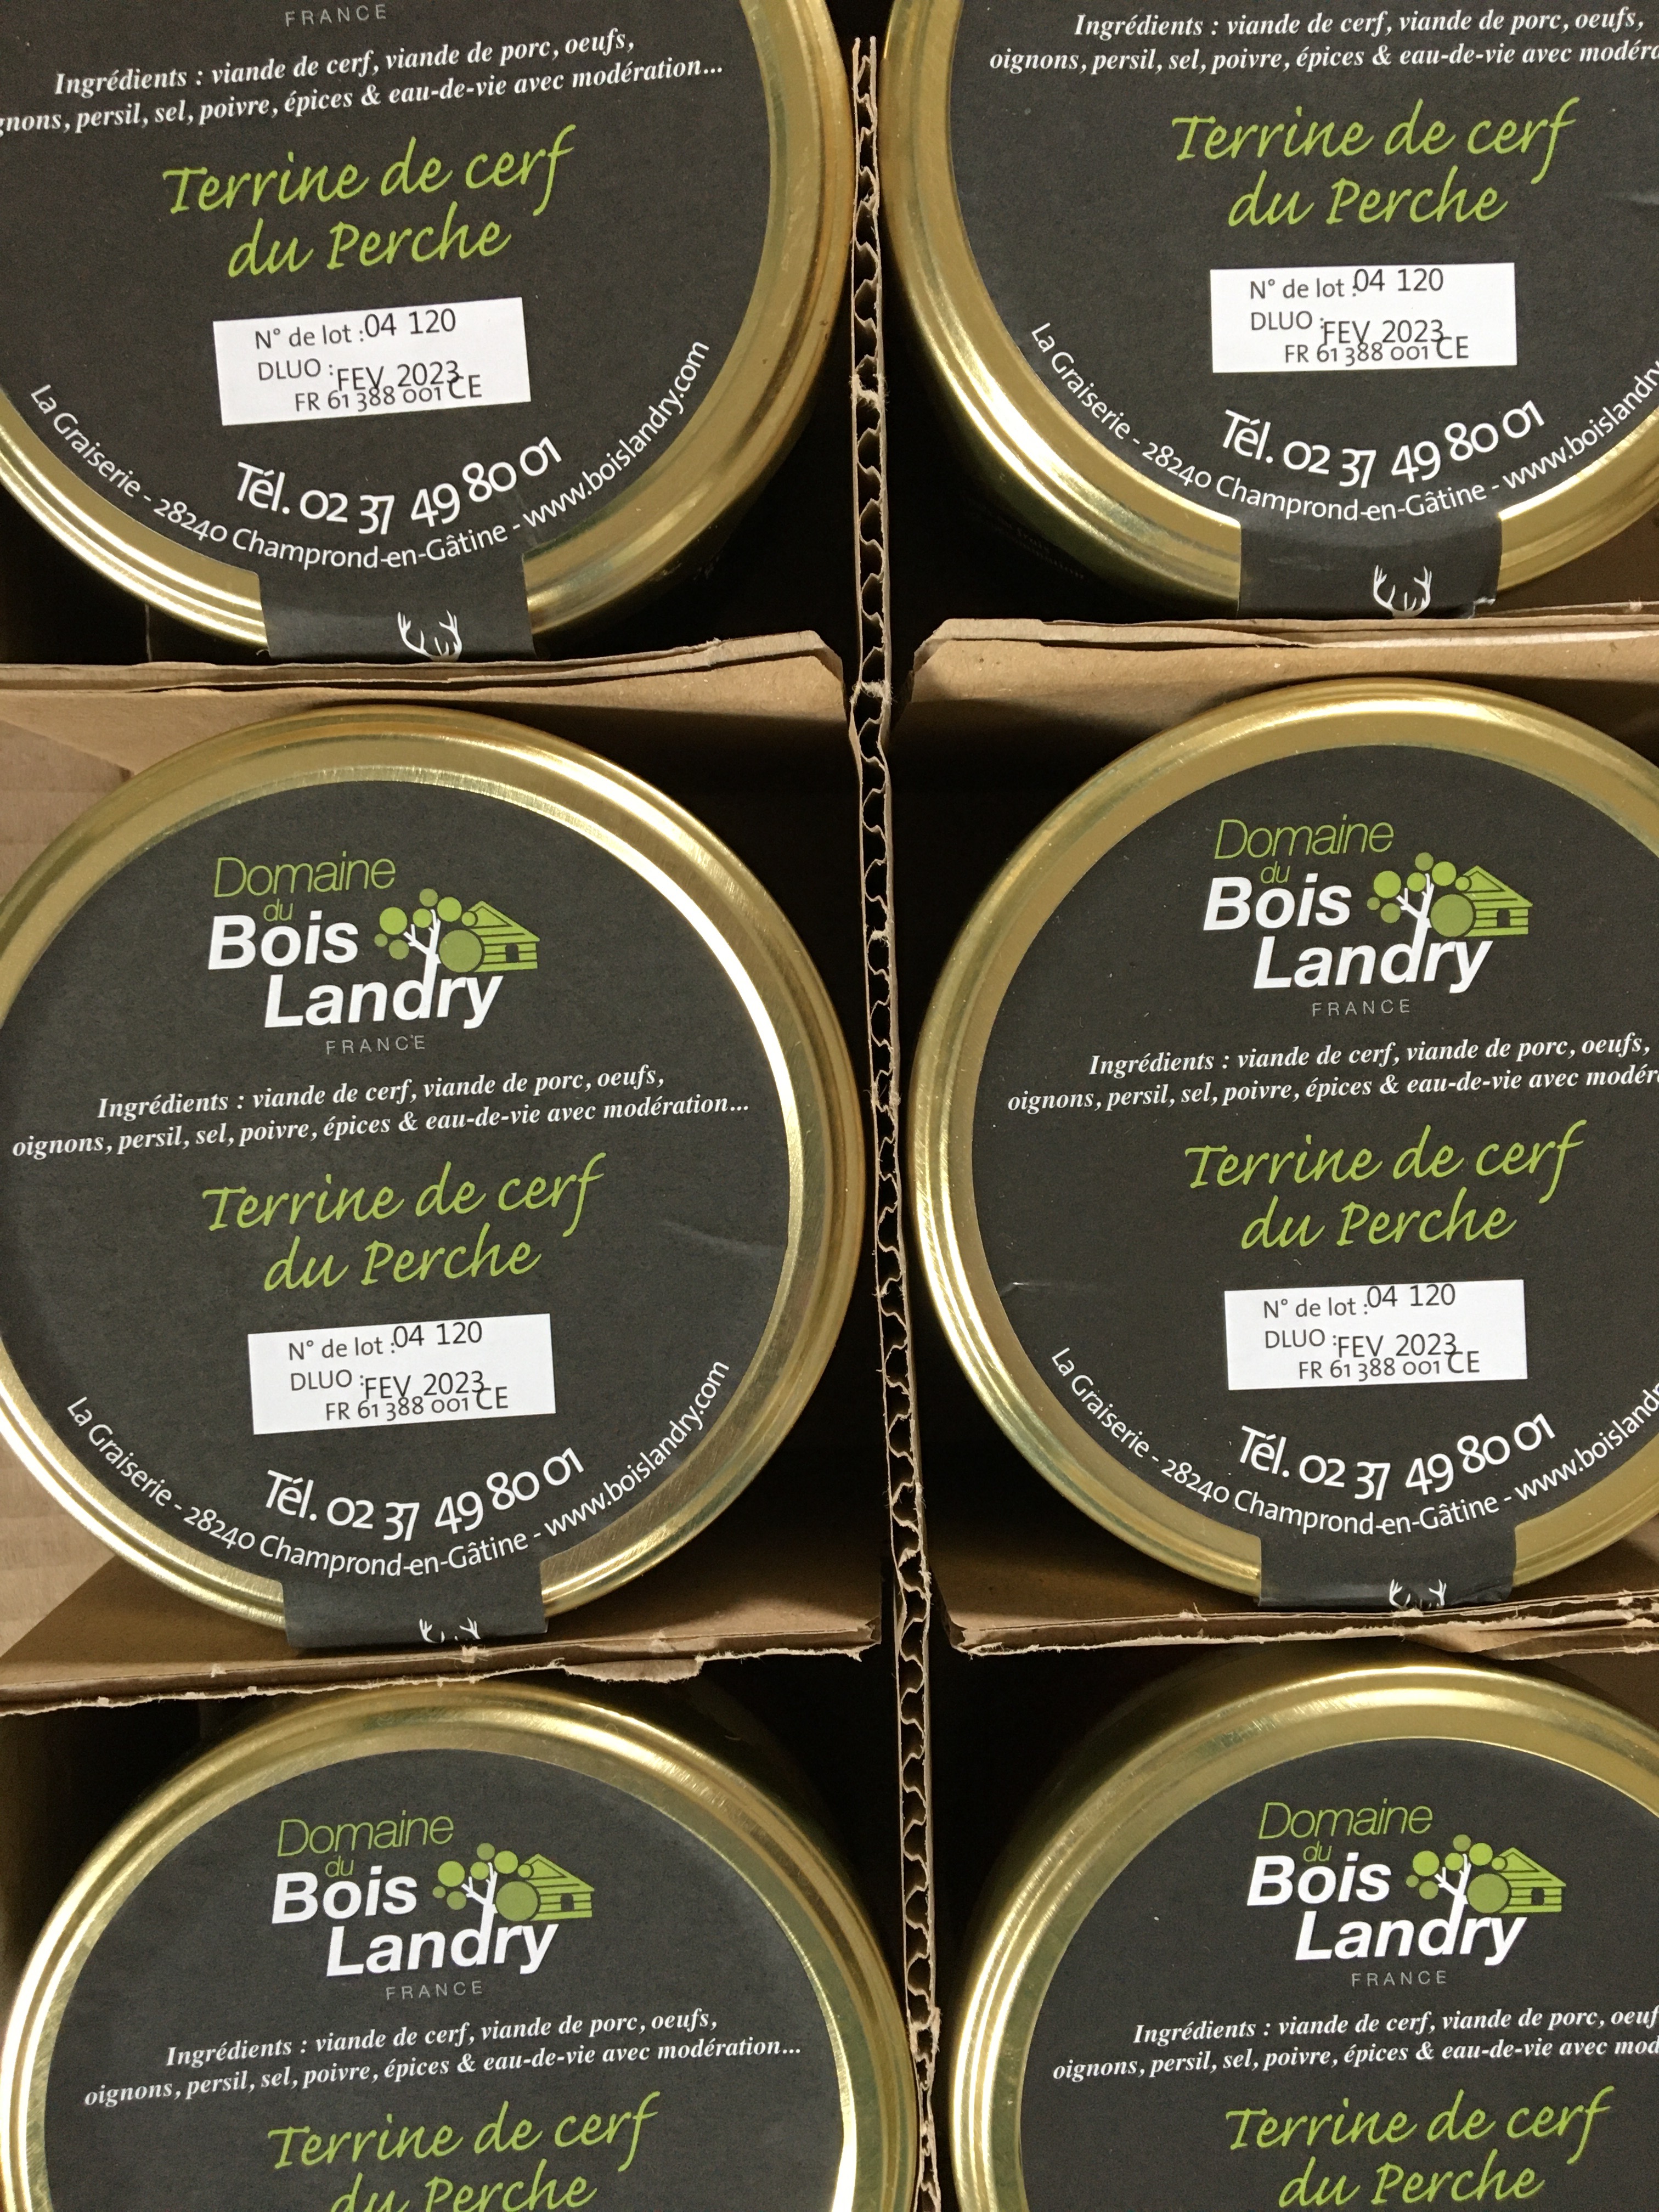 FRANCE
Ingrédients : viande de cerf, viande de porc, oeufs,
persil, sel, poivre, épices & eau-de-vie avec modération...
Terrine de cerf
du Perche
N° de lot :04 120
DLUO :FEV 2023
FR 61 388 001 CE
Tél. 02 37 49 80 01
La Graiserie - 28240 Champrond-en-Gâtine - www.boislandry.com
Ingrédients : viande de cerf, viande de porc, oeufs,
oignons, persil, sel, poivre, épices & eau-de-vie avec
Terrine de cerf
du Perche
N° de lot :04 120
DLUO :FEV 2023
FR 61 388 001 CE
Tél. 02 37 49 80 01
La Graiserie - 28240 Champrond-en-Gâtine - www.boislandry
Domaine
du
Bois
Landry
FRANCE
Ingrédients : viande de cerf, viande de porc, oeufs,
oignons, persil, sel, poivre, épices & eau-de-vie avec modération...
Terrine de cerf
du Perche
N° de lot :04 120
DLUO :FEV 2023
FR 61 388 001 CE
Tél. 02 37 49 80 01
La Graiserie - 28240 Champrond-en-Gâtine - www.boislandry.com
Domaine
du
Bois
Landry
FRANCE
Ingrédients : viande de cerf, viande de porc, oeufs,
oignons, persil, sel, poivre, épices & eau-de-vie avec
Terrine de cerf
du Perche
N° de lot :04 120
DLUO :FEV 2023
FR 61 388 001 CE
Tél. 02 37 49 80 01
La Graiserie - 28240 Champrond-en-Gâtine -
Domaine
du
Bois
Landry
FRANCE
Ingrédients : viande de cerf, viande de porc, oeufs,
oignons, persil, sel, poivre, épices & eau-de-vie avec modération...
Terrine de cerf
du Perche
Domaine
du
Bois
Landry
FRANCE
Ingrédients : viande de cerf, viande de porc,
oignons, persil, sel, poivre, épices & eau-de-vie avec
Terrine de cerf
du Perche